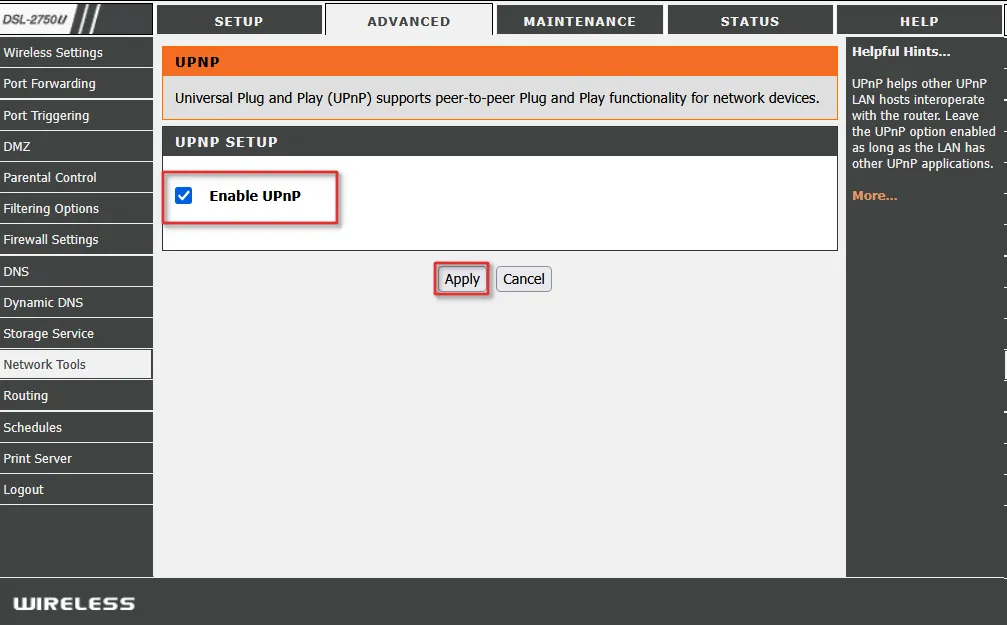 DSL-2750U
SETUP
ADVANCED
MAINTENANCE
STATUS
HELP
Wireless Settings
Port Forwarding
Port Triggering
DMZ
Parental Control
Filtering Options
Firewall Settings
DNS
Dynamic DNS
Storage Service
Network Tools
Routing
Schedules
Print Server
Logout
UPNP
Universal Plug and Play (UPnP) supports peer-to-peer Plug and Play functionality for network devices.
UPNP SETUP
Enable UPnP
Apply
Cancel
Helpful Hints...
UPnP helps other UPnP
LAN hosts interoperate
with the router. Leave
the UPnP option enabled
as long as the LAN has
other UPnP applications.
More...
WIRELESS